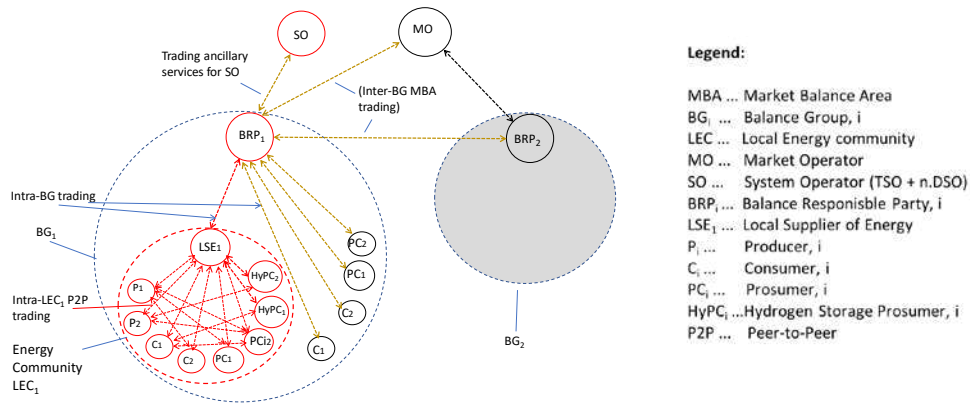 SO
MO
Trading ancillary
services for SO
(Inter-BG MBA
trading)
BRP1
BRP2
Intra-BG trading
BG1
LSE1
PC2
PC1
C2
C1
HyPC2
HyPC1
P1
P2
C1
C2
PC1
PCi2
Intra-LEC1 P2P
trading
Energy
Community
LEC1
BG2
Legend:
MBA ... Market Balance Area
BGi ... Balance Group, i
LEC ... Local Energy community
MO ... Market Operator
SO ... System Operator (TSO + n.DSO)
BRPi ... Balance Responisble Party, i
LSE1 ... Local Supplier of Energy
Pi ... Producer, i
Ci ... Consumer, i
PCi ... Prosumer, i
HyPCi ...Hydrogen Storage Prosumer, i
P2P ... Peer-to-Peer